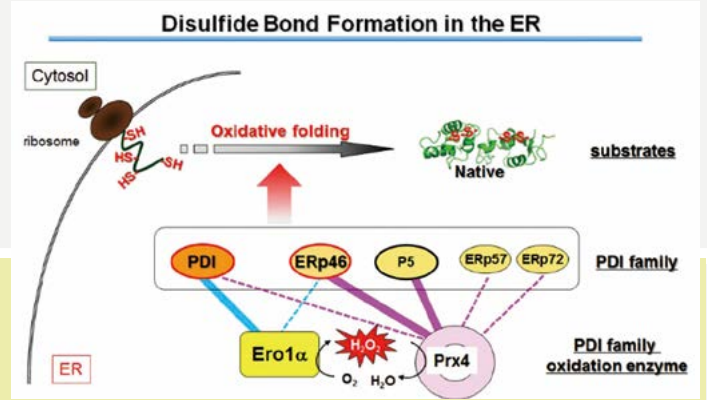 Disulfide Bond Formation in the ER
Cytosol
ribosome
SH
HS
SH
HS
Oxidative folding
S-S
S-S
Native
substrates
PDI
ERp46
P5
ERp57
ERp72
PDI family
Ero1α
H₂O₂
O₂
H₂O
Prx4
PDI family
oxidation enzyme
ER